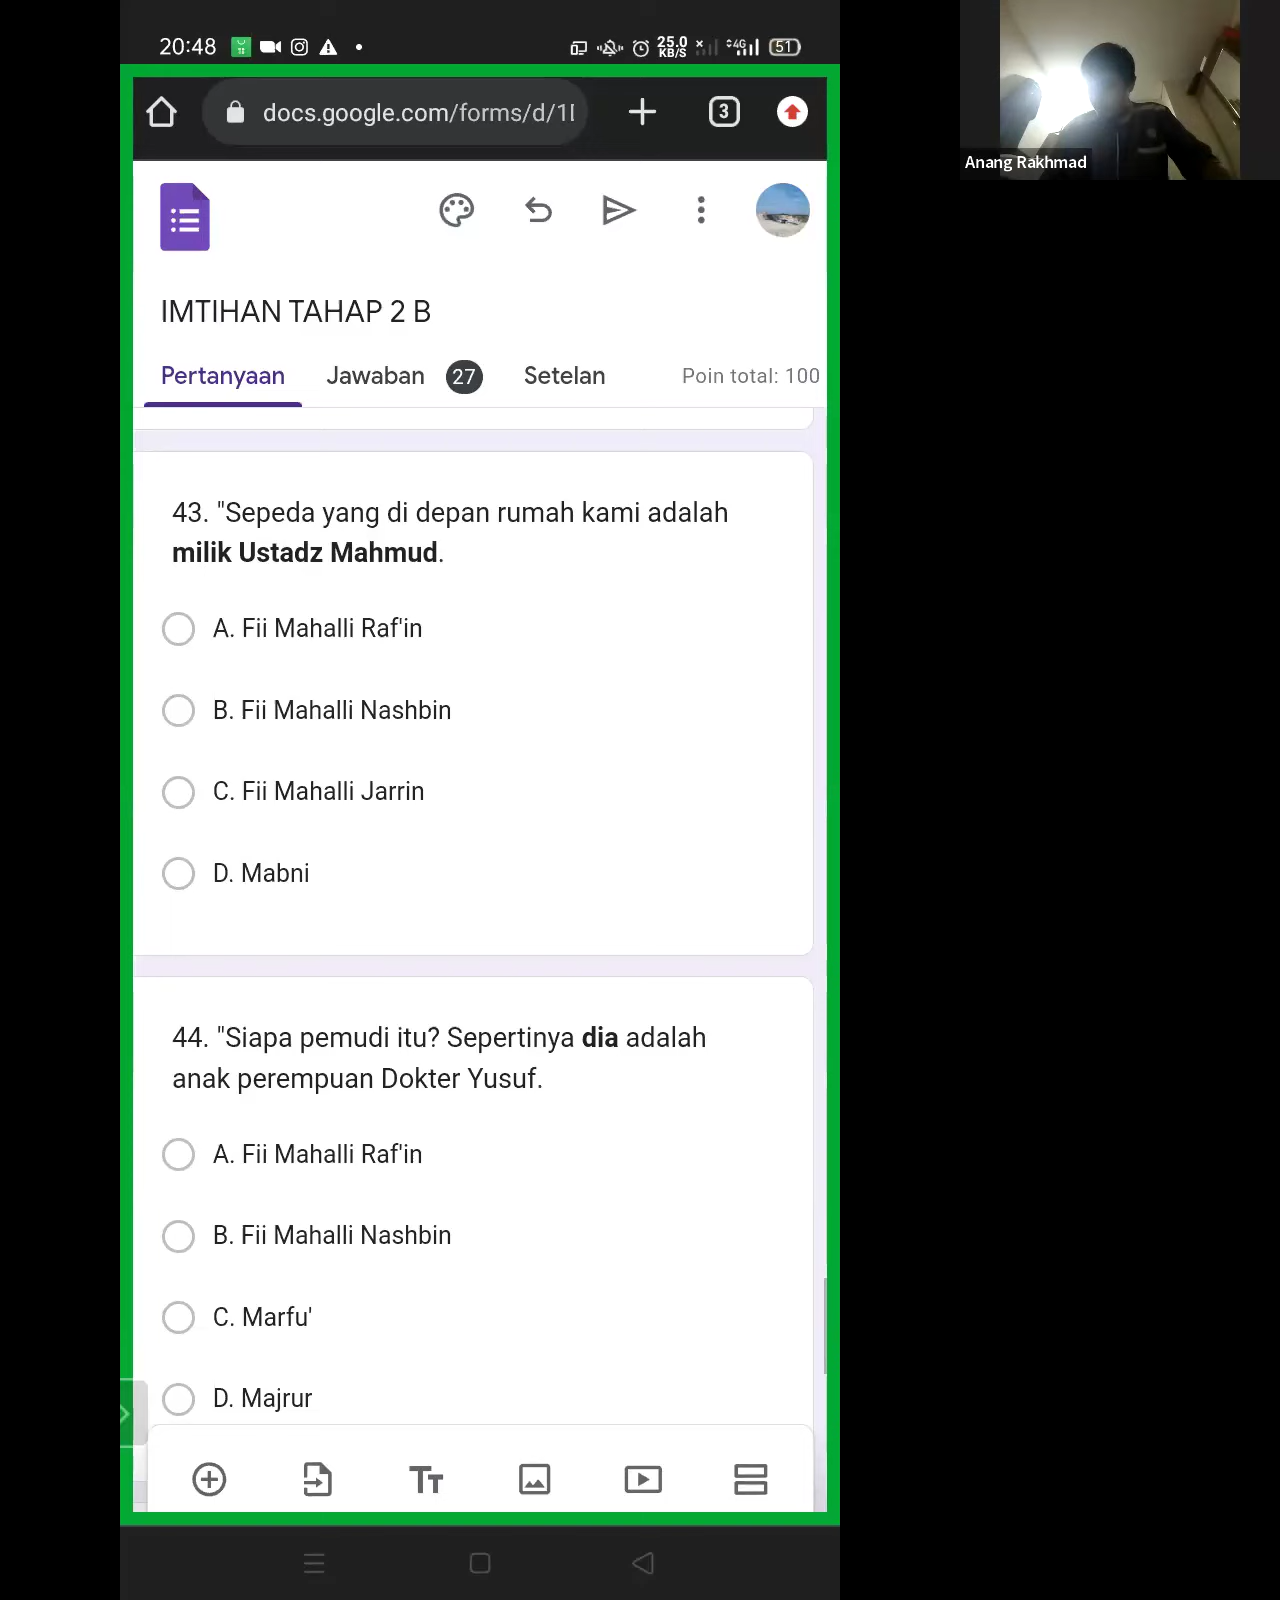 20:48
25.0
KB/S
4G
51
docs.google.com/forms/d/1I
3
Anang Rakhmad
IMTIHAN TAHAP 2 B
Pertanyaan
Jawaban
27
Setelan
Poin total: 100
43. "Sepeda yang di depan rumah kami adalah
milik Ustadz Mahmud.
A. Fii Mahalli Raf'in
B. Fii Mahalli Nashbin
C. Fii Mahalli Jarrin
D. Mabni
44. "Siapa pemudi itu? Sepertinya dia adalah
anak perempuan Dokter Yusuf.
A. Fii Mahalli Raf'in
B. Fii Mahalli Nashbin
C. Marfu'
D. Majrur
Tт